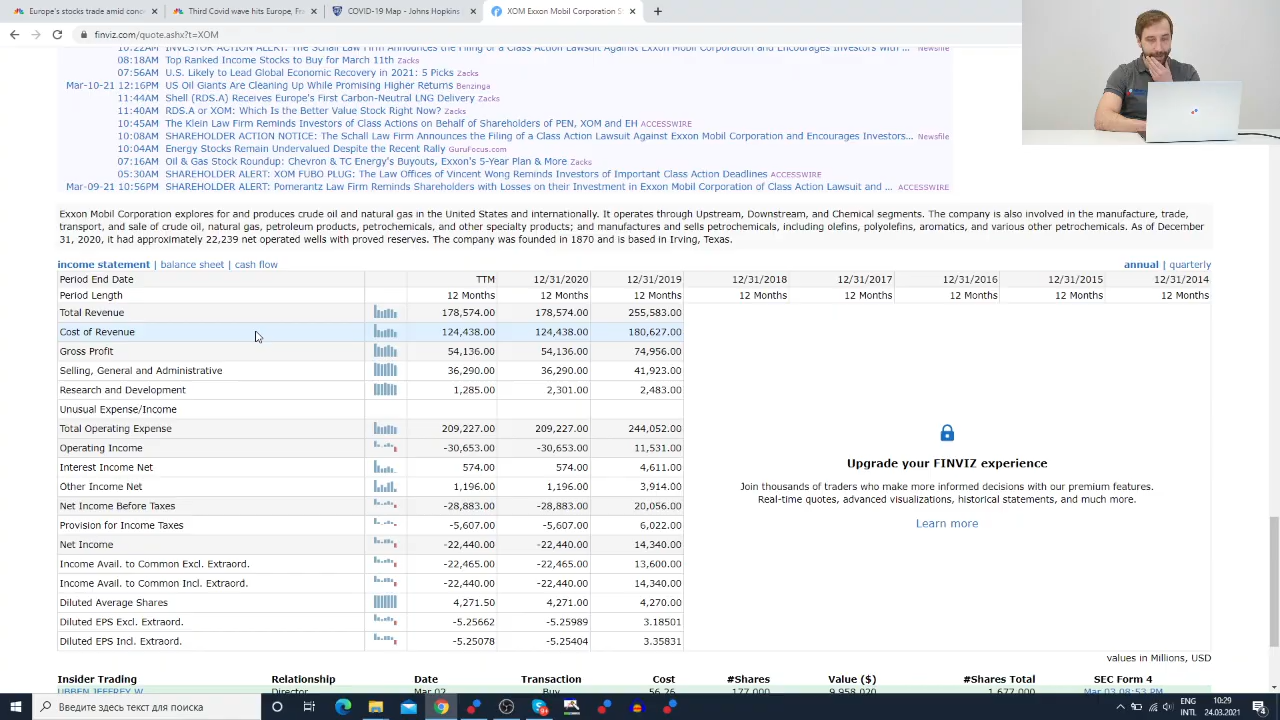 Europe's stocks trade amid cond
Third Covid wave hits Europe, Fr
COVID-19 Map - Johns Hopkins
XOM Exxon Mobil Corporation S
finviz.com/quote.ashx?t=XOM
10:22AM INVESTOR ACTION ALERT: The Schall Law Firm Announces the Filing of a Class Action Lawsuit Against Exxon Mobil Corporation and Encourages Investors with ... Newsfile
08:18AM Top Ranked Income Stocks to Buy for March 11th Zacks
07:56AM U.S. Likely to Lead Global Economic Recovery in 2021: 5 Picks Zacks
Mar-10-21 12:16PM US Oil Giants Are Cleaning Up While Promising Higher Returns Benzinga
11:44AM Shell (RDS.A) Receives Europe's First Carbon-Neutral LNG Delivery Zacks
11:40AM RDS.A or XOM: Which Is the Better Value Stock Right Now? Zacks
10:45AM The Klein Law Firm Reminds Investors of Class Actions on Behalf of Shareholders of PEN, XOM and EH ACCESSWIRE
10:08AM SHAREHOLDER ACTION NOTICE: The Schall Law Firm Announces the Filing of a Class Action Lawsuit Against Exxon Mobil Corporation and Encourages Investors... Newsfile
10:04AM Energy Stocks Remain Undervalued Despite the Recent Rally GuruFocus.com
07:16AM Oil & Gas Stock Roundup: Chevron & TC Energy's Buyouts, Exxon's 5-Year Plan & More Zacks
05:30AM SHAREHOLDER ALERT: XOM FUBO PLUG: The Law Offices of Vincent Wong Reminds Investors of Important Class Action Deadlines ACCESSWIRE
Mar-09-21 10:56PM SHAREHOLDER ALERT: Pomerantz Law Firm Reminds Shareholders with Losses on their Investment in Exxon Mobil Corporation of Class Action Lawsuit and ... ACCESSWIRE
Exxon Mobil Corporation explores for and produces crude oil and natural gas in the United States and internationally. It operates through Upstream, Downstream, and Chemical segments. The company is also involved in the manufacture, trade,
transport, and sale of crude oil, natural gas, petroleum products, petrochemicals, and other specialty products; and manufactures and sells petrochemicals, including olefins, polyolefins, aromatics, and various other petrochemicals. As of December
31, 2020, it had approximately 22,239 net operated wells with proved reserves. The company was founded in 1870 and is based in Irving, Texas.
income statement | balance sheet | cash flow annual | quarterly
Period End Date TTM 12/31/2020 12/31/2019 12/31/2018 12/31/2017 12/31/2016 12/31/2015 12/31/2014
Period Length 12 Months 12 Months 12 Months 12 Months 12 Months 12 Months 12 Months 12 Months
Total Revenue 178,574.00 178,574.00 255,583.00
Cost of Revenue 124,438.00 124,438.00 180,627.00
Gross Profit 54,136.00 54,136.00 74,956.00
Selling, General and Administrative 36,290.00 36,290.00 41,923.00
Research and Development 1,285.00 2,301.00 2,483.00
Unusual Expense/Income
Total Operating Expense 209,227.00 209,227.00 244,052.00
Operating Income -30,653.00 -30,653.00 11,531.00
Interest Income Net 574.00 574.00 4,611.00
Other Income Net 1,196.00 1,196.00 3,914.00
Net Income Before Taxes -28,883.00 -28,883.00 20,056.00
Provision for Income Taxes -5,607.00 -5,607.00 6,022.00
Net Income -22,440.00 -22,440.00 14,340.00
Income Avail. to Common Excl. Extraord. -22,465.00 -22,465.00 13,600.00
Income Avail. to Common Incl. Extraord. -22,440.00 -22,440.00 14,340.00
Diluted Average Shares 4,271.50 4,271.00 4,270.00
Diluted EPS Excl. Extraord. -5.25662 -5.25989 3.18501
Diluted EPS Incl. Extraord. -5.25078 -5.25404 3.35831
Upgrade your FINVIZ experience
Join thousands of traders who make more informed decisions with our premium features.
Real-time quotes, advanced visualizations, historical statements, and much more.
Learn more
values in Millions, USD
Insider Trading Relationship Date Transaction Cost #Shares Value ($) #Shares Total SEC Form 4
UBBEN JEFFREY W Director Mar 02 Buy 56.26 177,000 9,958,020 1,677,000 Mar 03 08:53 PM
Введите здесь текст для поиска
ENG
INTL
10:29
24.03.2021
4